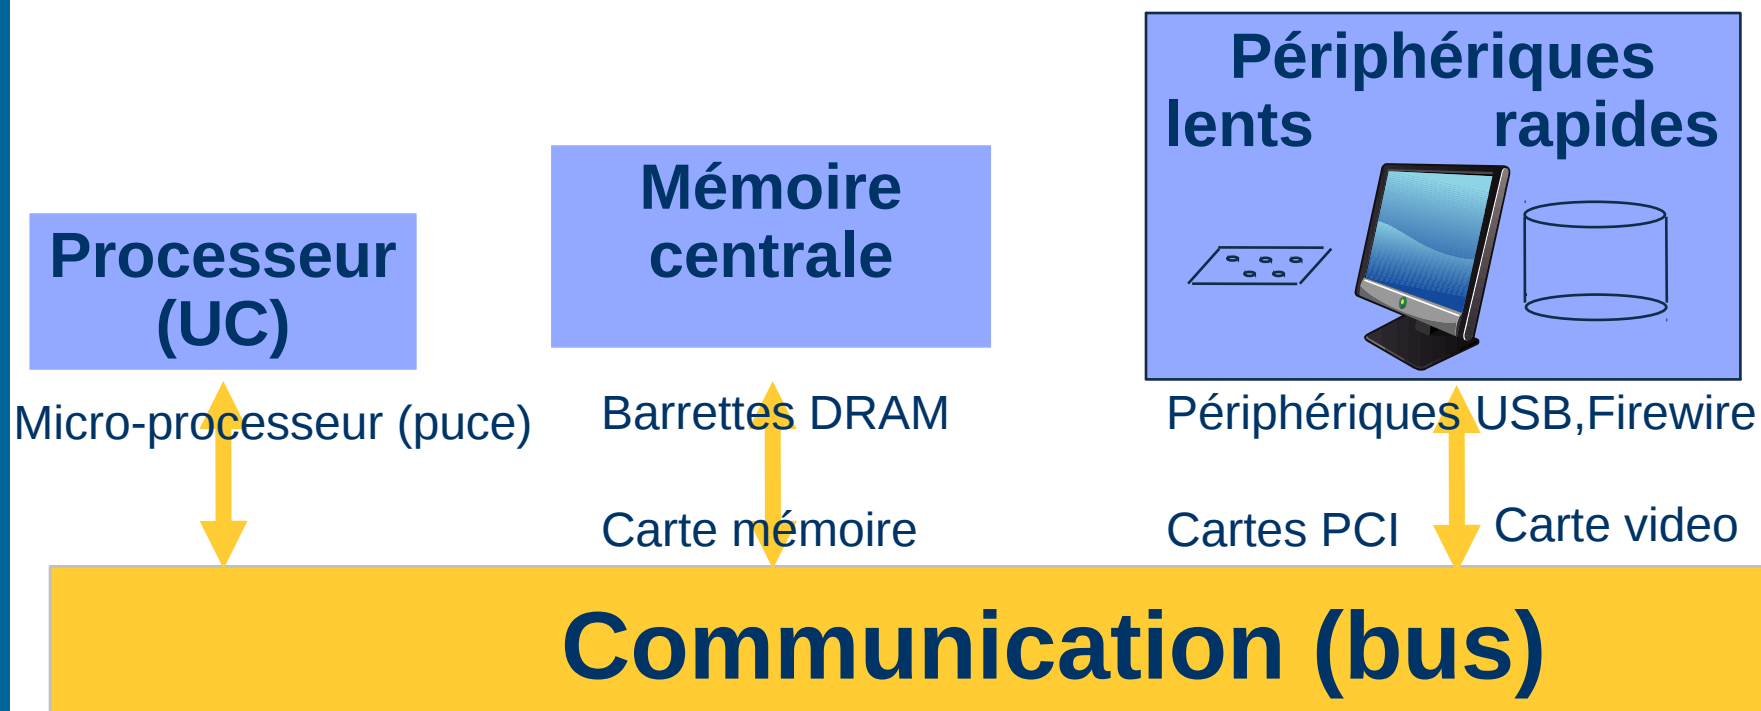 Processeur
(UC)
Micro-processeur (puce)
Mémoire
centrale
Barrettes DRAM
Carte mémoire
Périphériques
lents rapides
Périphériques USB,Firewire
Cartes PCI
Carte video
Communication (bus)